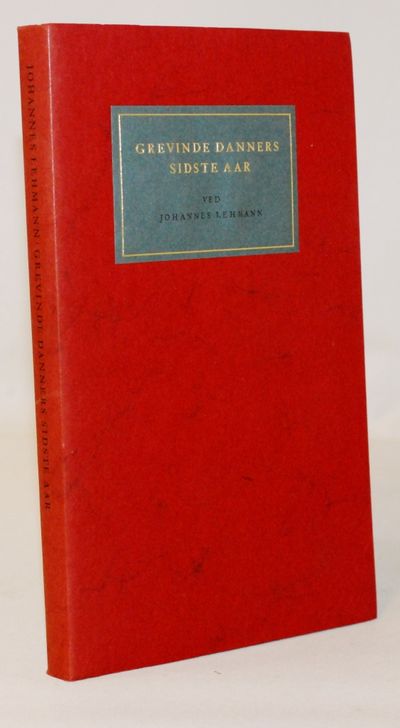 GREVINDE DANNERS
SIDSTE AAR
VED
JOHANNES LEHMANN
JOHANNES LEHMANN: GREVINDE DANNERS SIDSTE AAR